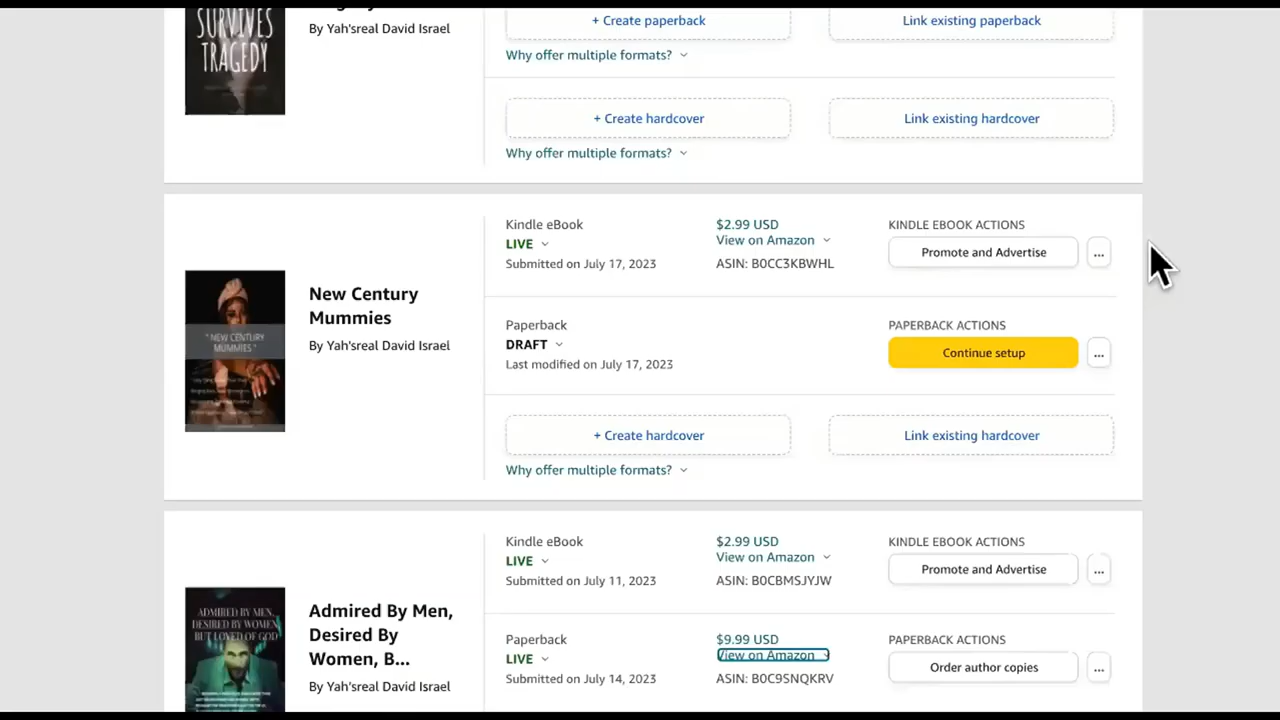 SURVIVES
TRAGEDY
By Yah'sreal David Israel
+ Create paperback
Link existing paperback
Why offer multiple formats?
+ Create hardcover
Link existing hardcover
Why offer multiple formats?
" NEW CENTURY
MUMMIES "
New Century
Mummies
By Yah'sreal David Israel
Kindle eBook
LIVE
Submitted on July 17, 2023
$2.99 USD
View on Amazon
ASIN: B0CC3KBWHL
KINDLE EBOOK ACTIONS
Promote and Advertise
...
Paperback
DRAFT
Last modified on July 17, 2023
PAPERBACK ACTIONS
Continue setup
...
+ Create hardcover
Link existing hardcover
Why offer multiple formats?
ADMIRED BY MEN,
DESIRED BY WOMEN,
BUT LOVED OF GOD
Admired By Men,
Desired By
Women, B...
By Yah'sreal David Israel
Kindle eBook
LIVE
Submitted on July 11, 2023
$2.99 USD
View on Amazon
ASIN: B0CBMSJYJW
KINDLE EBOOK ACTIONS
Promote and Advertise
...
Paperback
LIVE
Submitted on July 14, 2023
$9.99 USD
View on Amazon
ASIN: B0C9SNQKRV
PAPERBACK ACTIONS
Order author copies
...